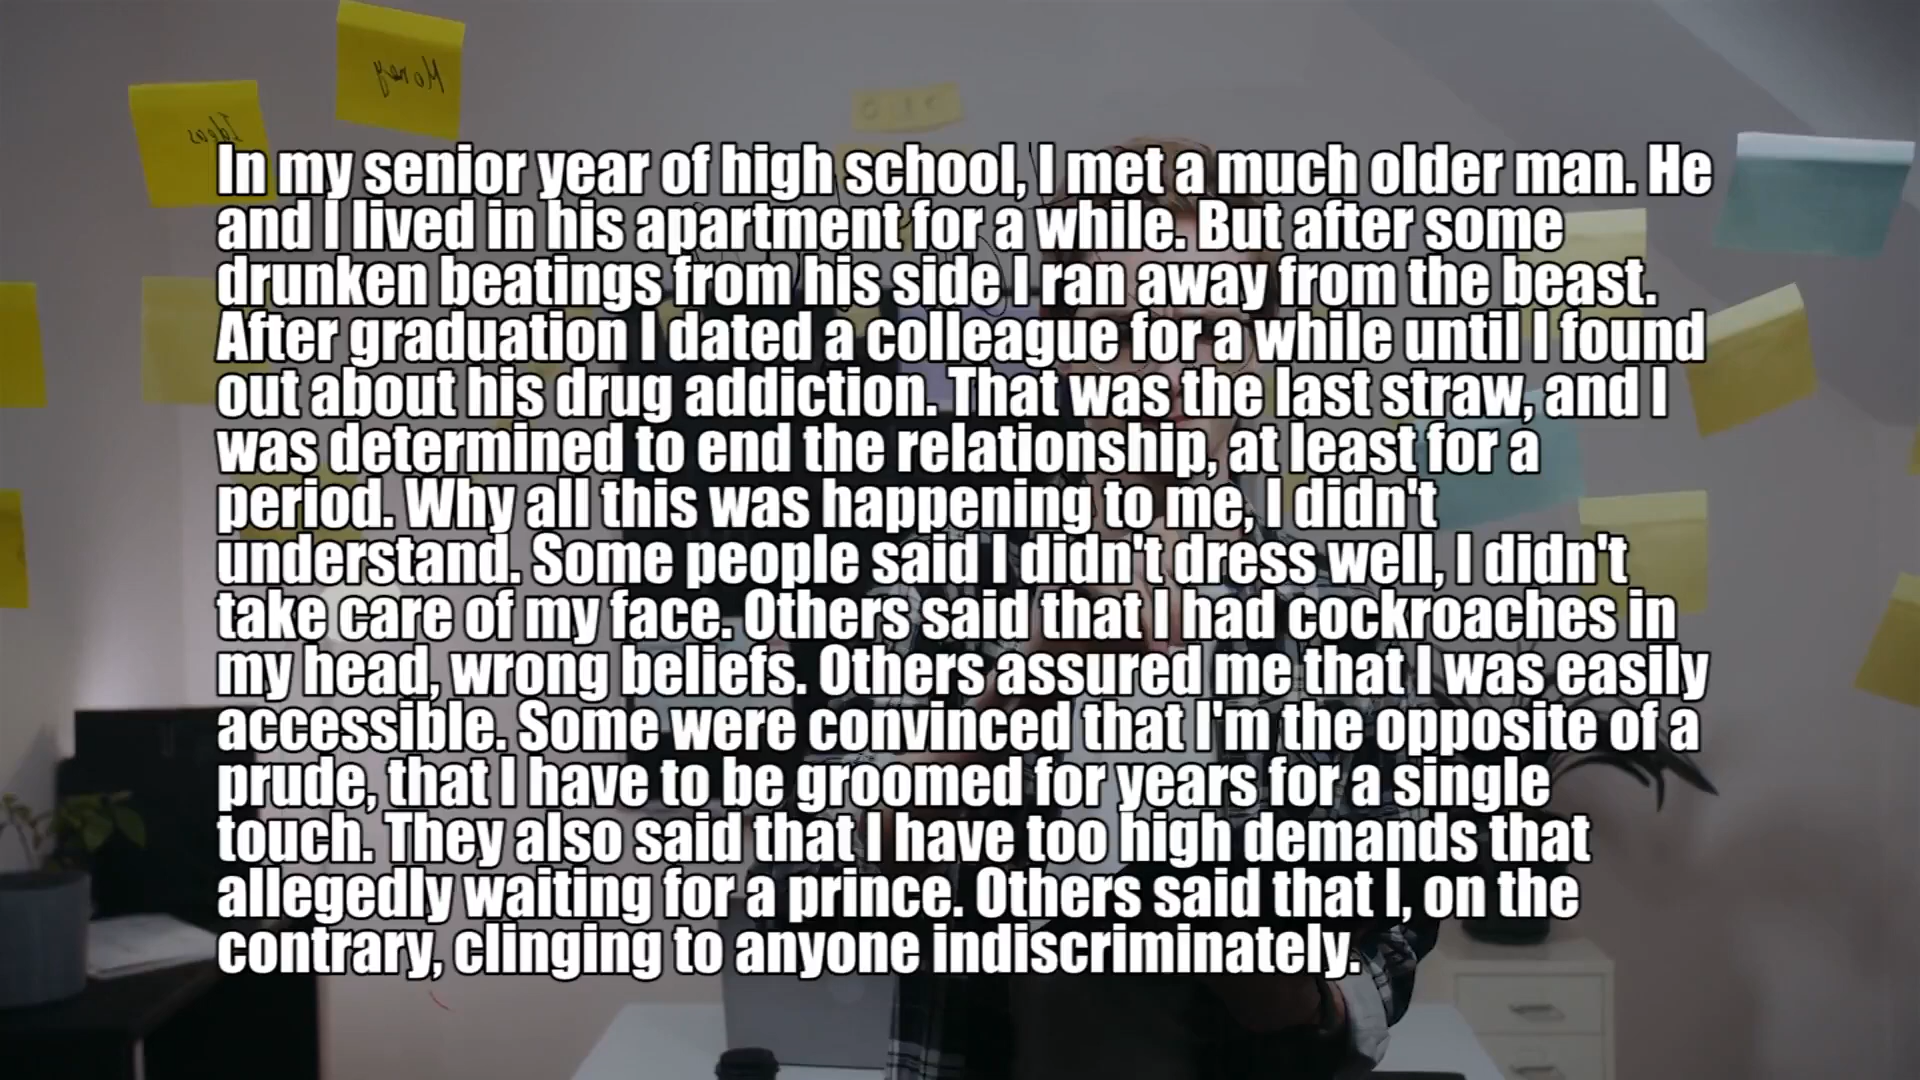 Money
Ideas
In my senior year of high school, I met a much older man. He
and I lived in his apartment for a while. But after some
drunken beatings from his side I ran away from the beast.
After graduation I dated a colleague for a while until I found
out about his drug addiction. That was the last straw, and I
was determined to end the relationship, at least for a
period. Why all this was happening to me, I didn't
understand. Some people said I didn't dress well, I didn't
take care of my face. Others said that I had cockroaches in
my head, wrong beliefs. Others assured me that I was easily
accessible. Some were convinced that I'm the opposite of a
prude, that I have to be groomed for years for a single
touch. They also said that I have too high demands that
allegedly waiting for a prince. Others said that I, on the
contrary, clinging to anyone indiscriminately.